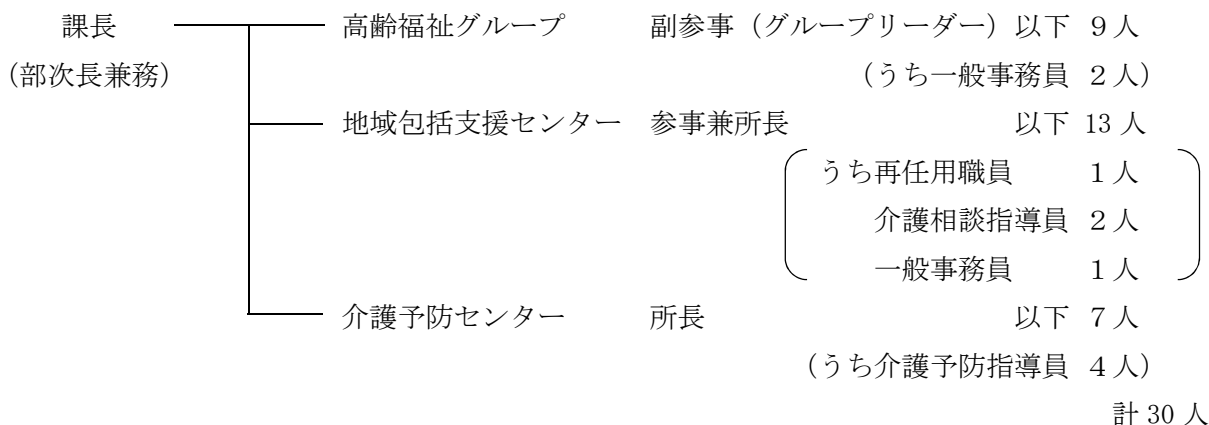 課長 高齢福祉グループ 副参事（グループリーダー）以下 9人
(部次長兼務) （うち一般事務員 2人）
地域包括支援センター 参事兼所長 以下 13人
うち再任用職員 1人
介護相談指導員 2人
一般事務員 1人
介護予防センター 所長 以下 7人
（うち介護予防指導員 4人）
計30人